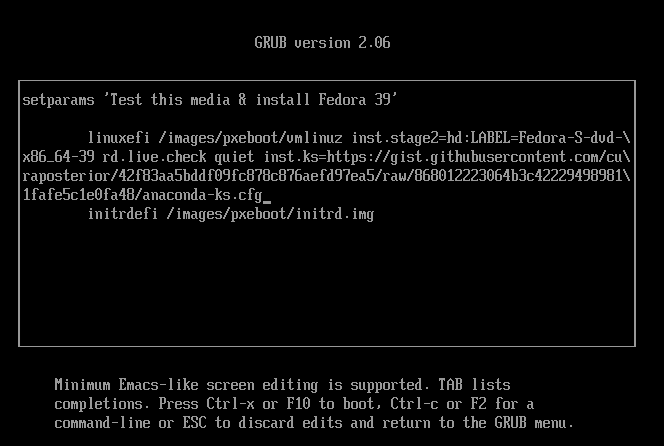 GRUB version 2.06
setparams 'Test this media & install Fedora 39'
linuxefi /images/pxeboot/vmlinuz inst.stage2=hd:LABEL=Fedora-S-dvd-\
x86_64-39 rd.live.check quiet inst.ks=https://gist.githubusercontent.com/cu\
raposterior/42f83aa5bddf09fc878c876aefd97ea5/raw/868012223064b3c42229498981\
1fafe5c1e0fa48/anaconda-ks.cfg_
initrdefi /images/pxeboot/initrd.img
Minimum Emacs-like screen editing is supported. TAB lists
completions. Press Ctrl-x or F10 to boot, Ctrl-c or F2 for a
command-line or ESC to discard edits and return to the GRUB menu.